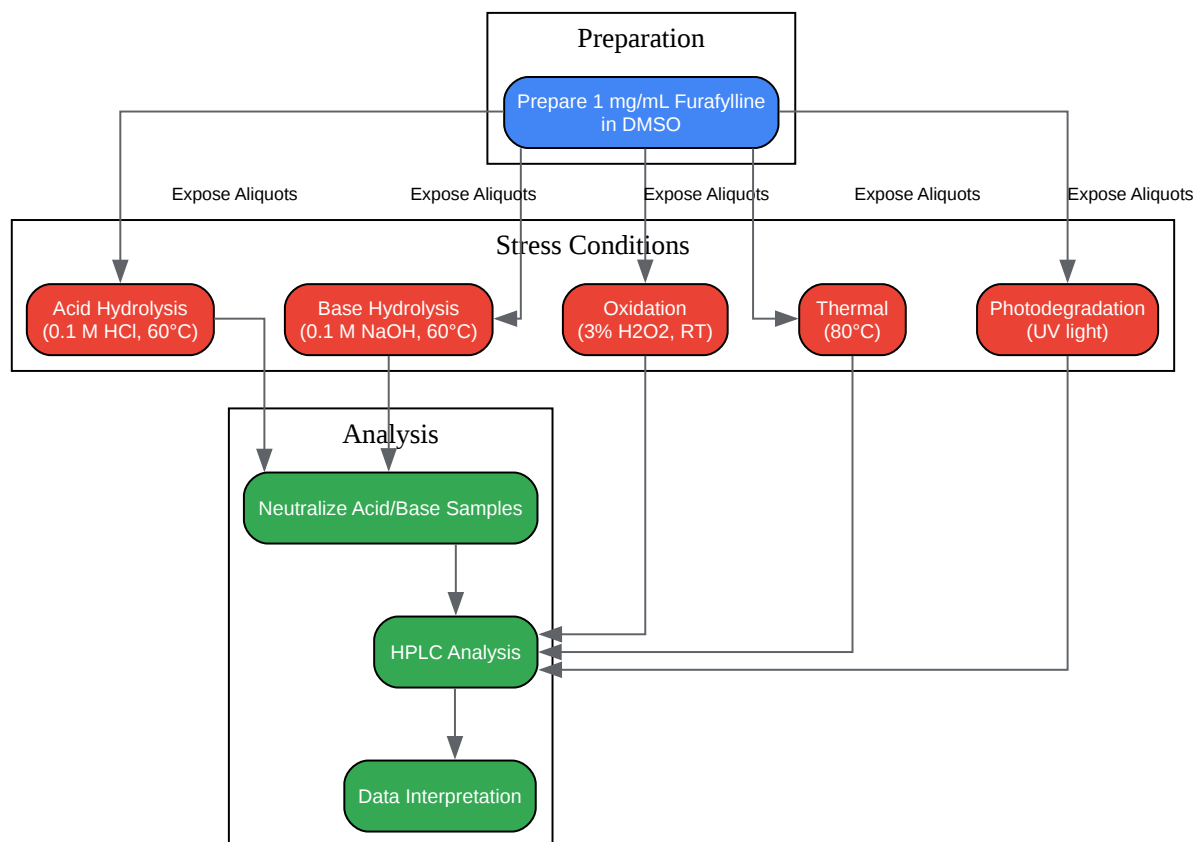 Preparation
Prepare 1 mg/mL Furafylline
in DMSO
Expose Aliquots
Expose Aliquots
Expose Aliquots
Expose Aliquots
Expose Aliquots
Stress Conditions
Acid Hydrolysis
(0.1 M HCl, 60°C)
Base Hydrolysis
(0.1 M NaOH, 60°C)
Oxidation
(3% H2O2, RT)
Thermal
(80°C)
Photodegradation
(UV light)
Analysis
Neutralize Acid/Base Samples
HPLC Analysis
Data Interpretation